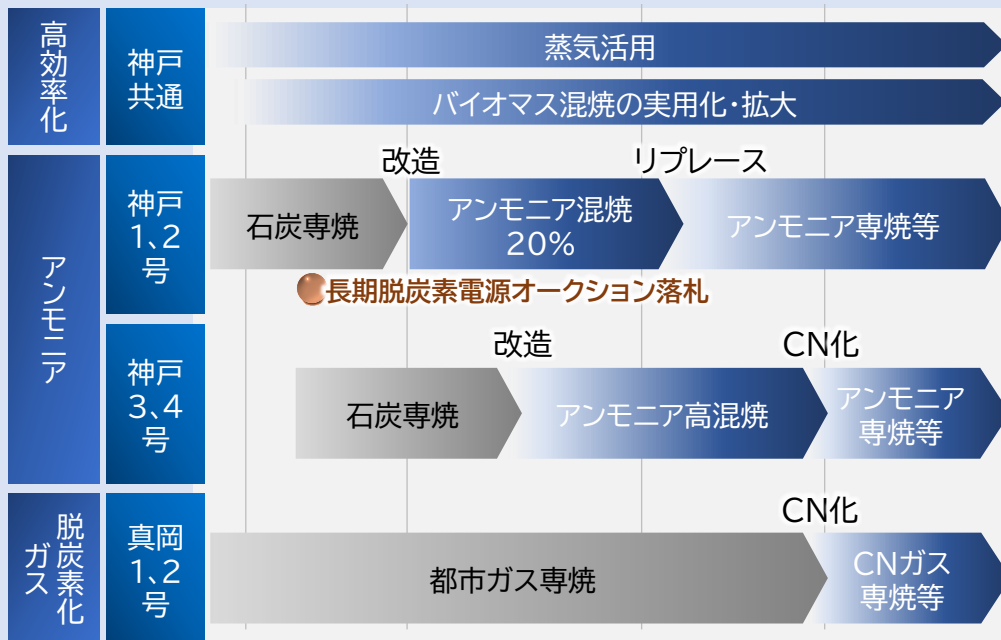 高効率化
神戸
共通
蒸気活用
バイオマス混焼の実用化・拡大
アンモニア
神戸
1、2
号
改造
リプレース
石炭専焼
アンモニア混焼
20%
アンモニア専焼等
長期脱炭素電源オークション落札
神戸
3、4
号
改造
CN化
石炭専焼
アンモニア高混焼
アンモニア
専焼等
脱炭素化
ガス
真岡
1、2
号
CN化
都市ガス専焼
CNガス
専焼等